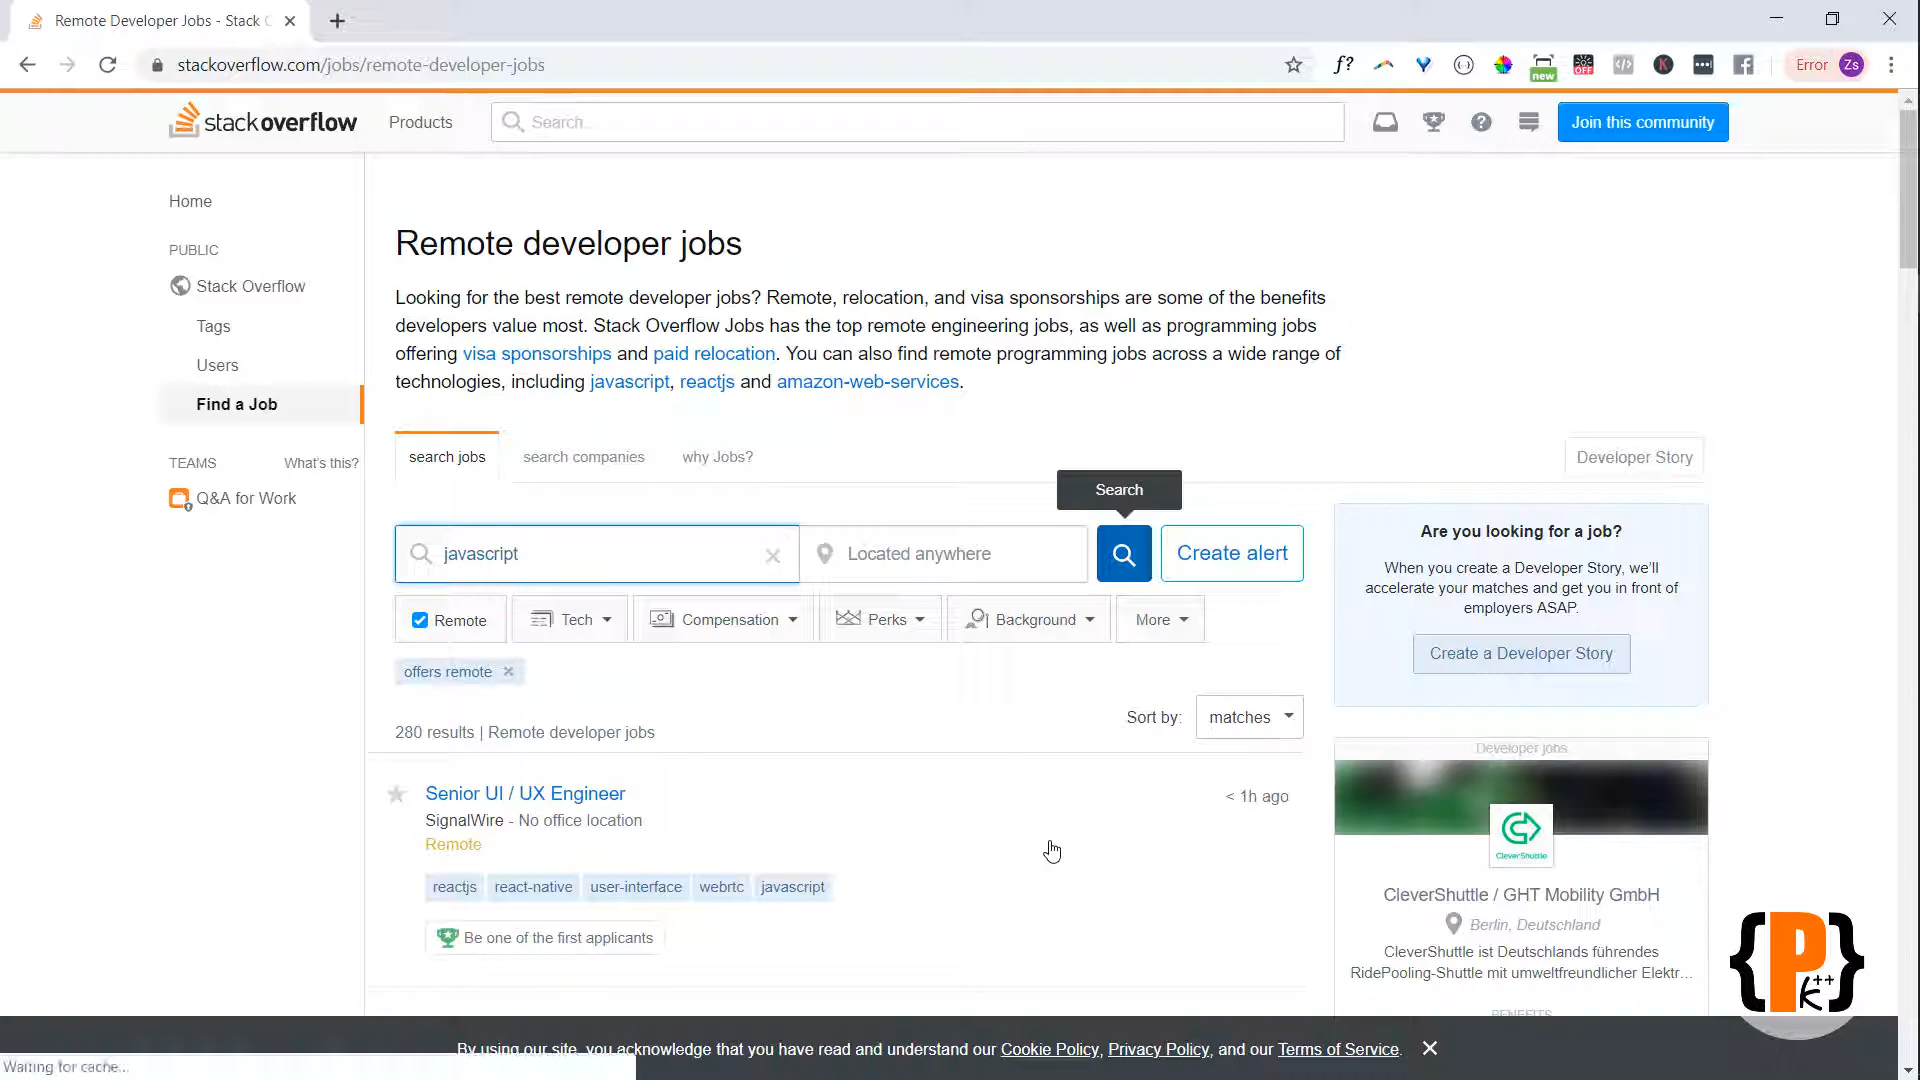 Remote Developer Jobs - Stack
stackoverflow.com/jobs/remote-developer-jobs
f?
new
OFF
K
Error
Zs
stackoverflow
Products
Search...
Join this community
Home
PUBLIC
Stack Overflow
Tags
Users
Find a Job
TEAMS
What's this?
Q&A for Work
Remote developer jobs
Looking for the best remote developer jobs? Remote, relocation, and visa sponsorships are some of the benefits
developers value most. Stack Overflow Jobs has the top remote engineering jobs, as well as programming jobs
offering visa sponsorships and paid relocation. You can also find remote programming jobs across a wide range of
technologies, including javascript, reactjs and amazon-web-services.
search jobs
search companies
why Jobs?
Developer Story
Search
javascript
Located anywhere
Create alert
Remote
Tech
Compensation
Perks
Background
More
offers remote
280 results | Remote developer jobs
Sort by:
matches
Senior UI / UX Engineer
< 1h ago
SignalWire - No office location
Remote
reactjs
react-native
user-interface
webrtc
javascript
Be one of the first applicants
Are you looking for a job?
When you create a Developer Story, we'll
accelerate your matches and get you in front of
employers ASAP.
Create a Developer Story
Developer jobs
CleverShuttle
CleverShuttle / GHT Mobility GmbH
Berlin, Deutschland
CleverShuttle ist Deutschlands führendes
RidePooling-Shuttle mit umweltfreundlicher Elektr...
BENEFITS
{P k++}
By using our site, you acknowledge that you have read and understand our Cookie Policy, Privacy Policy, and our Terms of Service.
Waiting for cache...